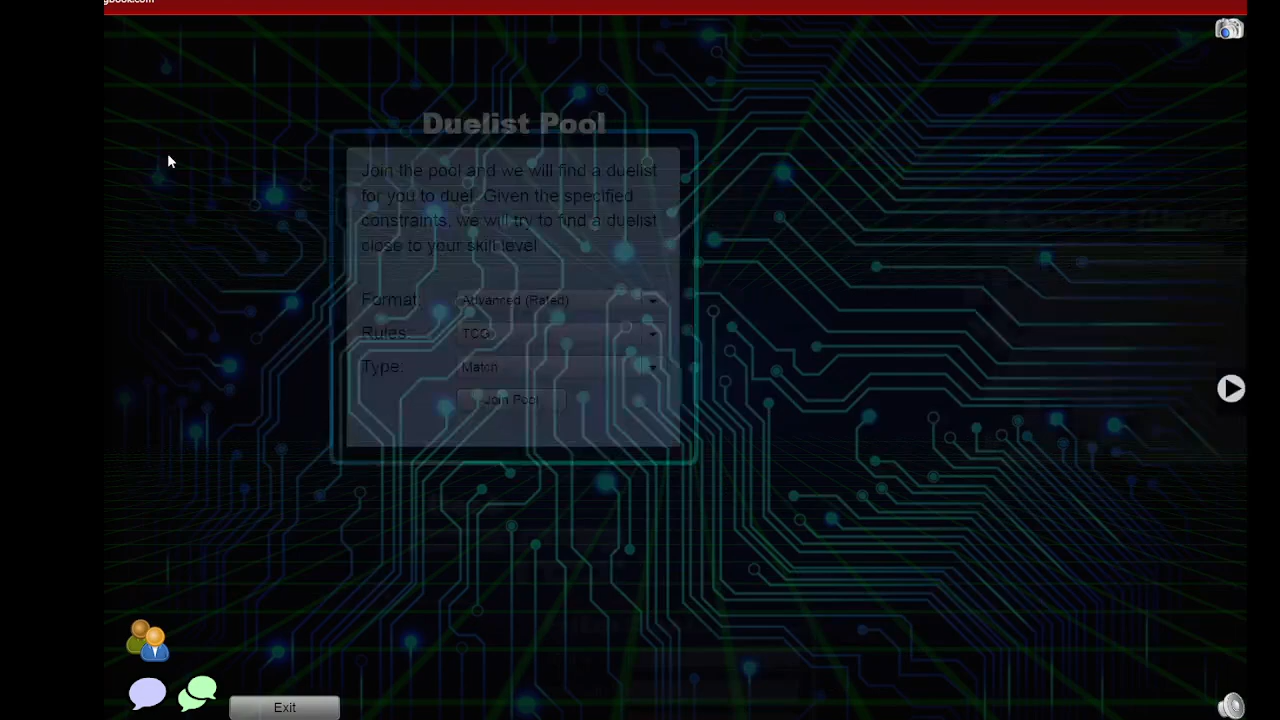 Duelist Pool
Join the pool and we will find a duelist
for you to duel. Given the specified
constraints, we will try to find a duelist
close to your skill level
Format: Advanced (Rated)
Rules: TCG
Type: Match
Join Pool
Exit